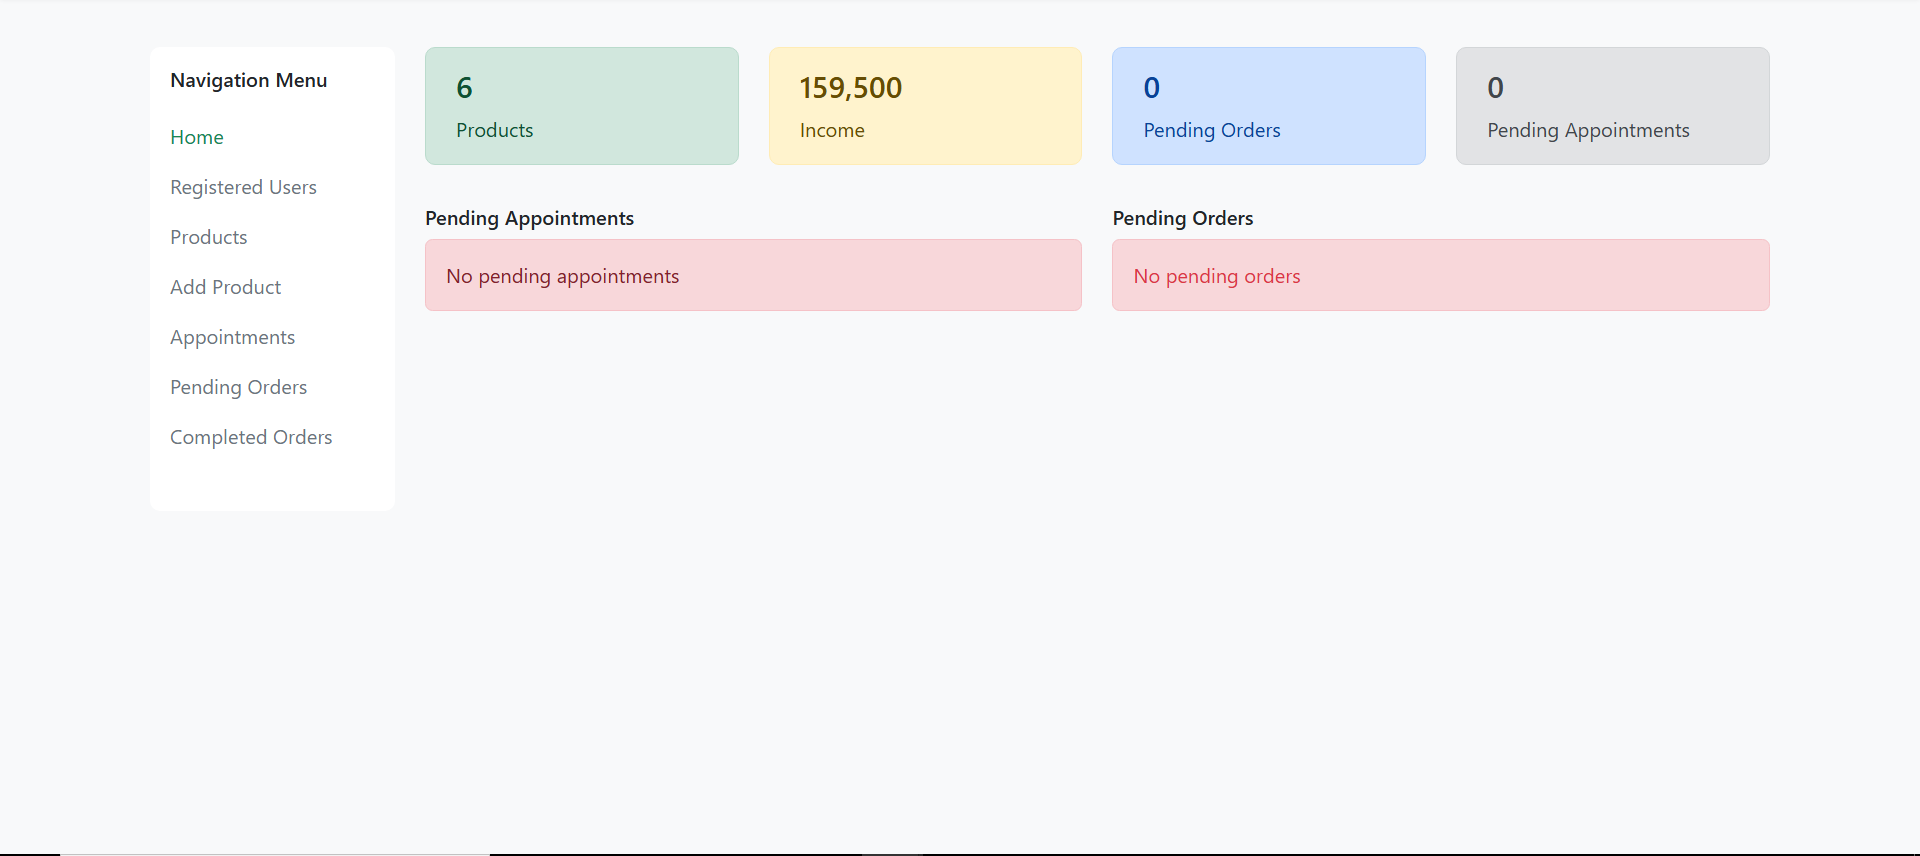 Navigation Menu
Home
Registered Users
Products
Add Product
Appointments
Pending Orders
Completed Orders
6
Products
159,500
Income
0
Pending Orders
0
Pending Appointments
Pending Appointments
No pending appointments
Pending Orders
No pending orders